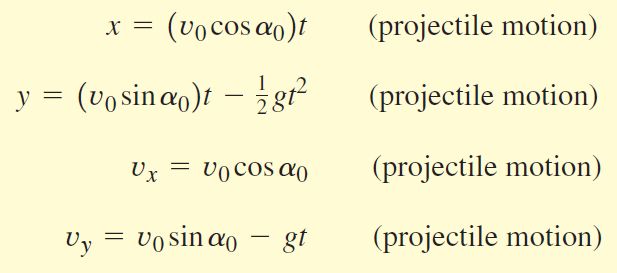 x = (v₀ cos α₀)t (projectile motion)
y = (v₀ sin α₀)t − ½gt² (projectile motion)
vₓ = v₀ cos α₀ (projectile motion)
v_y = v₀ sin α₀ − gt (projectile motion)